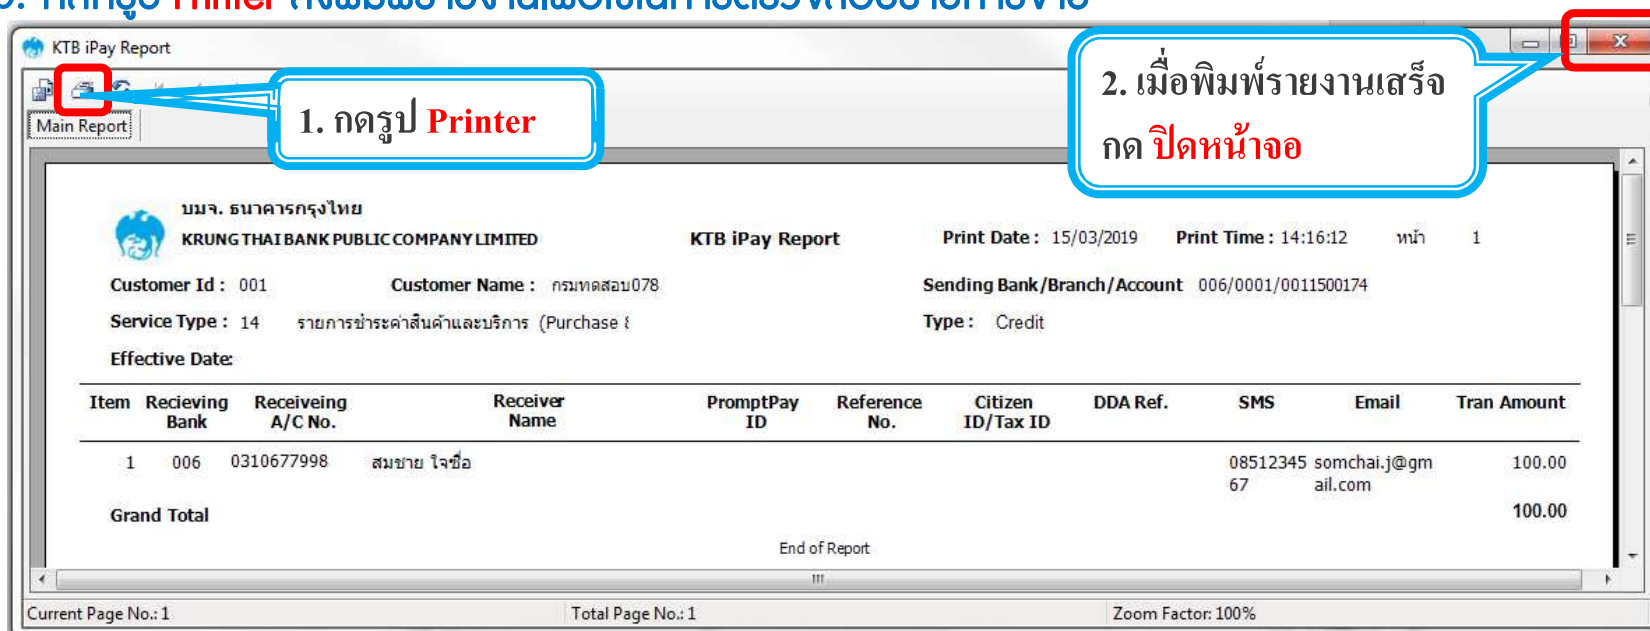 Printer
KTB iPay Report
1. กดรูป Printer
2. เมื่อพิมพ์รายงานเสร็จ
กด ปิดหน้าจอ
Main Report
บมจ. ธนาคารกรุงไทย
KRUNG THAI BANK PUBLIC COMPANY LIMITED KTB iPay Report Print Date : 15/03/2019 Print Time : 14:16:12 หน้า 1
Customer Id : 001 Customer Name : กรมทดสอบ078 Sending Bank/Branch/Account 006/0001/0011500174
Service Type : 14 รายการชำระค่าสินค้าและบริการ (Purchase Type : Credit
Effective Date:
Item Recieving Receiveing Receiver PromptPay Reference Citizen DDA Ref. SMS Email Tran Amount
Bank A/C No. Name ID No. ID/Tax ID
1 006 0310677998 สมชาย ใจซื่อ 08512345 somchai.j@gm 100.00
67 ail.com
Grand Total 100.00
End of Report
Current Page No.: 1 Total Page No.: 1 Zoom Factor: 100%